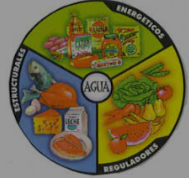 ENERGETICOS
ESTRUCTURALES
AGUA
LECHE
REGULADORES